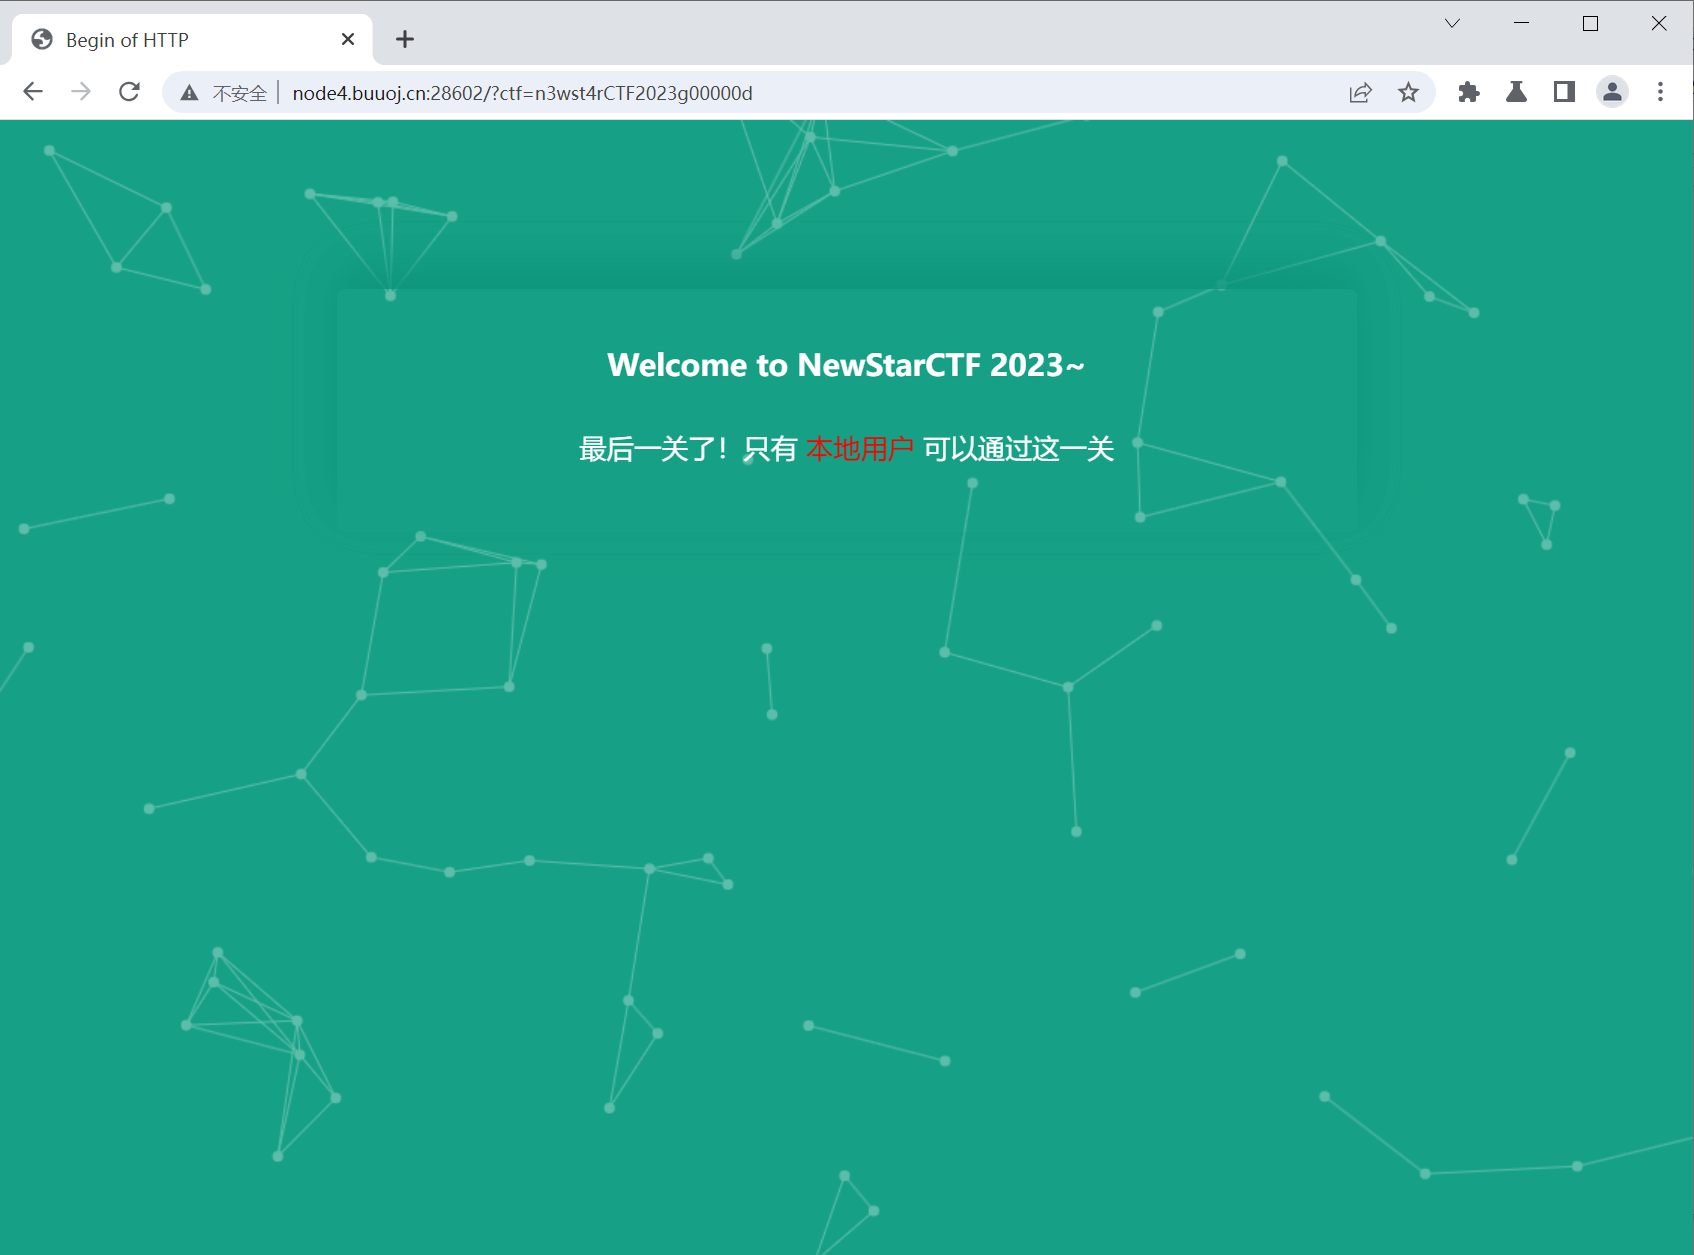 Begin of HTTP
不安全 node4.buuoj.cn:28602/?ctf=n3wst4rCTF2023g00000d
Welcome to NewStarCTF 2023~
最后一关了！只有 本地用户 可以通过这一关